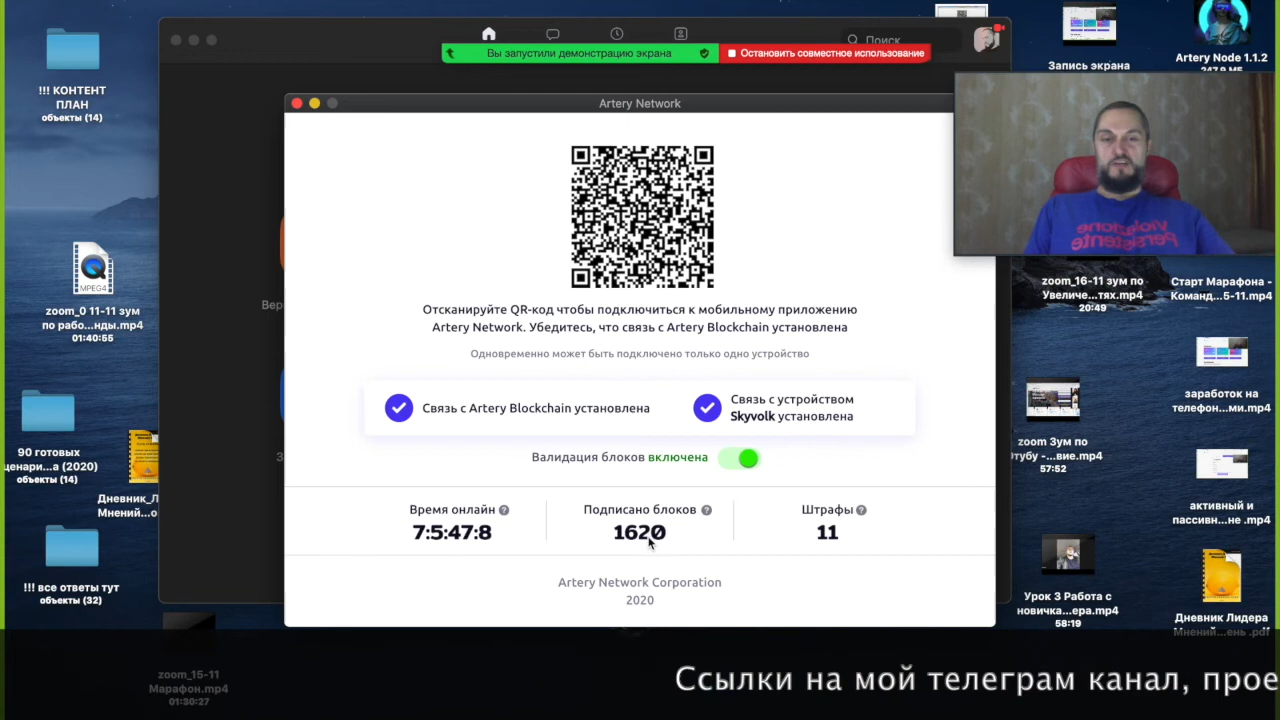 !!! КОНТЕНТ
ПЛАН
объекты (14)
zoom_0 11-11 зум
по рабо...нды.mp4
01:40:55
MPEG4
90 готовых
объекты (14)
!!! все ответы тут
объекты (32)
zoom_15-11
Марафон.mp4
01:30:27
Поиск
Вы запустили демонстрацию экрана
Остановить совместное использование
Artery Network
Отсканируйте QR-код чтобы подключиться к мобильному приложению
Artery Network. Убедитесь, что связь с Artery Blockchain установлена
Одновременно может быть подключено только одно устройство
Связь с Artery Blockchain установлена
Связь с устройством
Skyvolk установлена
Валидация блоков включена
Время онлайн
7:5:47:8
Подписано блоков
1620
Штрафы
11
Artery Network Corporation
2020
Запись экрана
Artery Node 1.1.2
Violazione
Persistente
zoom_16-11 зум по
Увеличе...тях.mp4
20:49
Старт Марафона -
Команд...5-11.mp4
заработок на
телефон...ми.mp4
zoom Зум по
57:52
активный и
пассивн...не .mp4
Урок 3 Работа с
новичка...ера.mp4
58:19
Дневник Лидера
Мнений...ень .pdf
Ссылки на мой телеграм канал, прое